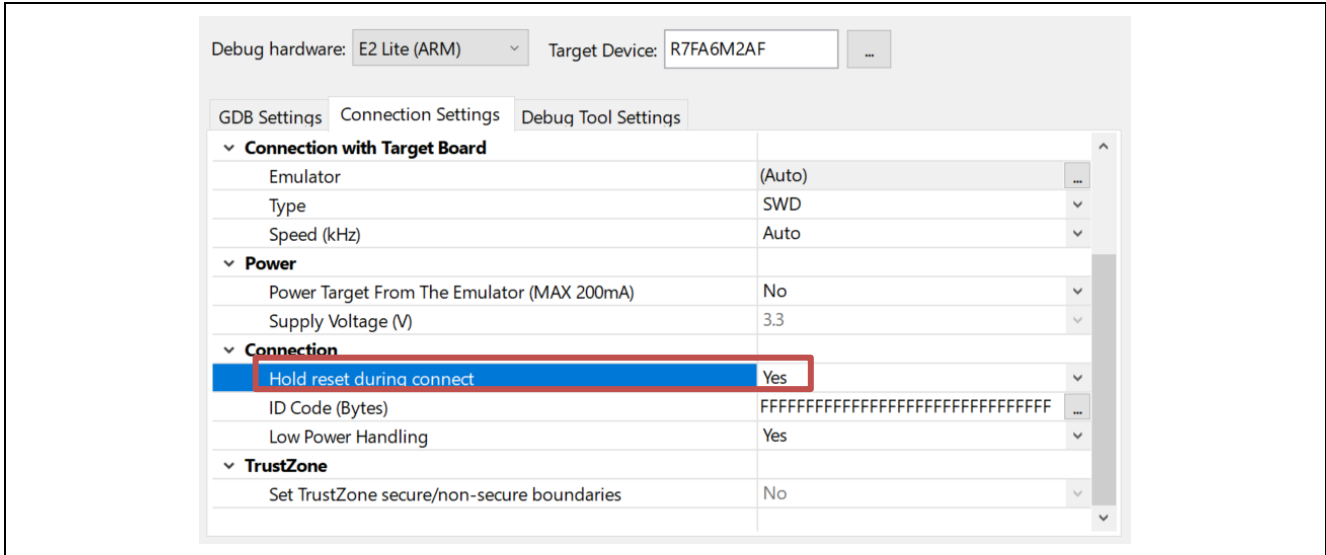 Debug hardware: E2 Lite (ARM) Target Device: R7FA6M2AF ...
GDB Settings Connection Settings Debug Tool Settings
Connection with Target Board
Emulator (Auto) ...
Type SWD
Speed (kHz) Auto
Power
Power Target From The Emulator (MAX 200mA) No
Supply Voltage (V) 3.3
Connection
Hold reset during connect Yes
ID Code (Bytes) FFFFFFFFFFFFFFFFFFFFFFFFFFFFFFFF ...
Low Power Handling Yes
TrustZone
Set TrustZone secure/non-secure boundaries No